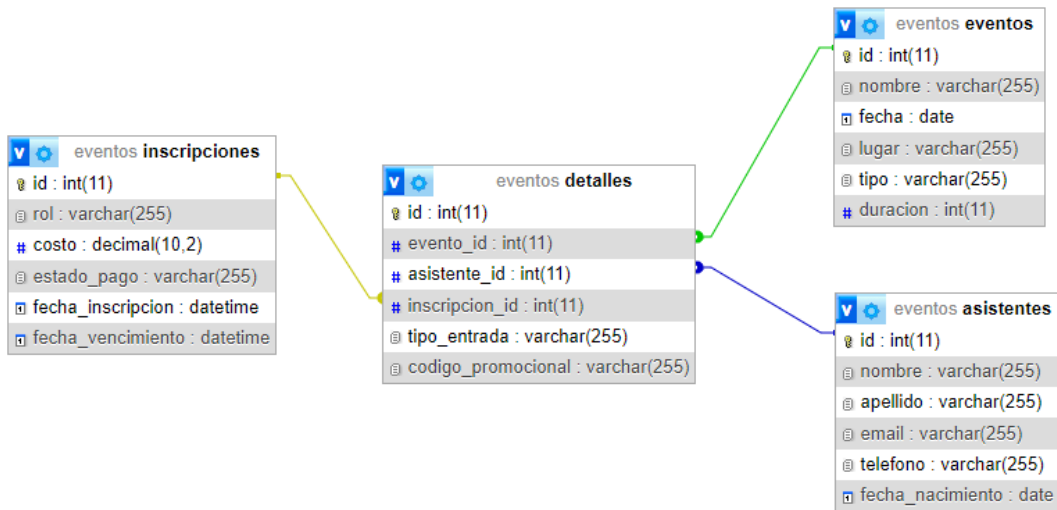 eventos inscripciones
id : int(11)
rol : varchar(255)
costo : decimal(10,2)
estado_pago : varchar(255)
fecha_inscripcion : datetime
fecha_vencimiento : datetime
eventos detalles
id : int(11)
evento_id : int(11)
asistente_id : int(11)
inscripcion_id : int(11)
tipo_entrada : varchar(255)
codigo_promocional : varchar(255)
eventos eventos
id : int(11)
nombre : varchar(255)
fecha : date
lugar : varchar(255)
tipo : varchar(255)
duracion : int(11)
eventos asistentes
id : int(11)
nombre : varchar(255)
apellido : varchar(255)
email : varchar(255)
telefono : varchar(255)
fecha_nacimiento : date